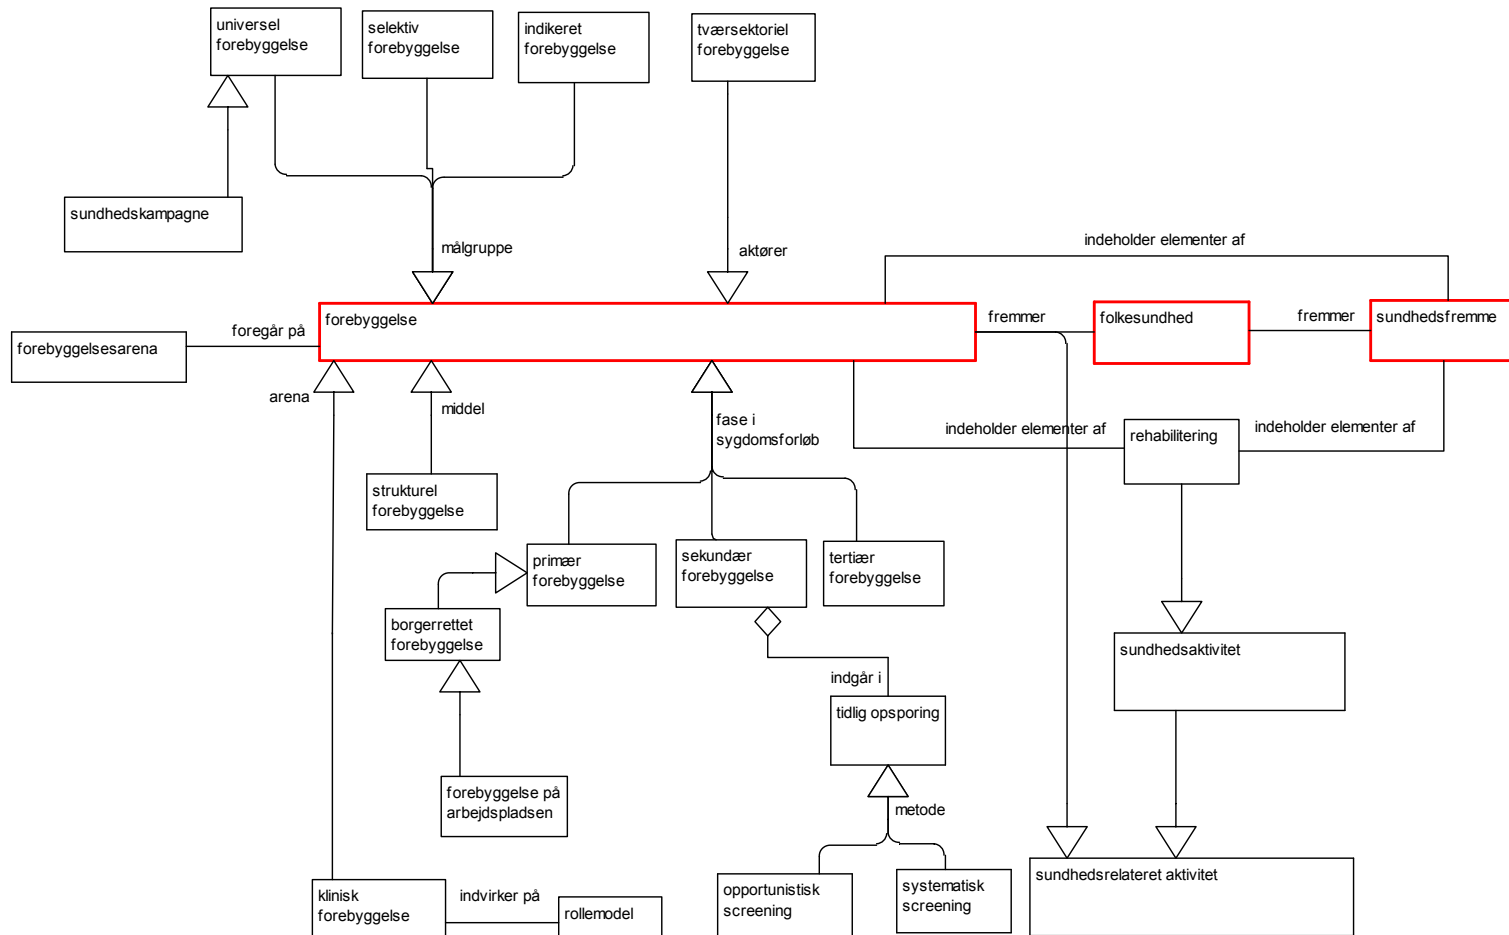 universel
forebyggelse
selektiv
forebyggelse
indikeret
forebyggelse
tværsektoriel
forebyggelse
sundhedskampagne
målgruppe
aktører
indeholder elementer af
forebyggelse
fremmer
folkesundhed
fremmer
sundhedsfremme
foregår på
forebyggelsesarena
arena
middel
fase i
sygdomsforløb
indeholder elementer af
rehabilitering
indeholder elementer af
strukturel
forebyggelse
primær
forebyggelse
sekundær
forebyggelse
tertiær
forebyggelse
borgerrettet
forebyggelse
sundhedsaktivitet
indgår i
tidlig opsporing
forebyggelse på
arbejdspladsen
metode
sundhedsrelateret aktivitet
klinisk
forebyggelse
indvirker på
rollemodel
opportunistisk
screening
systematisk
screening